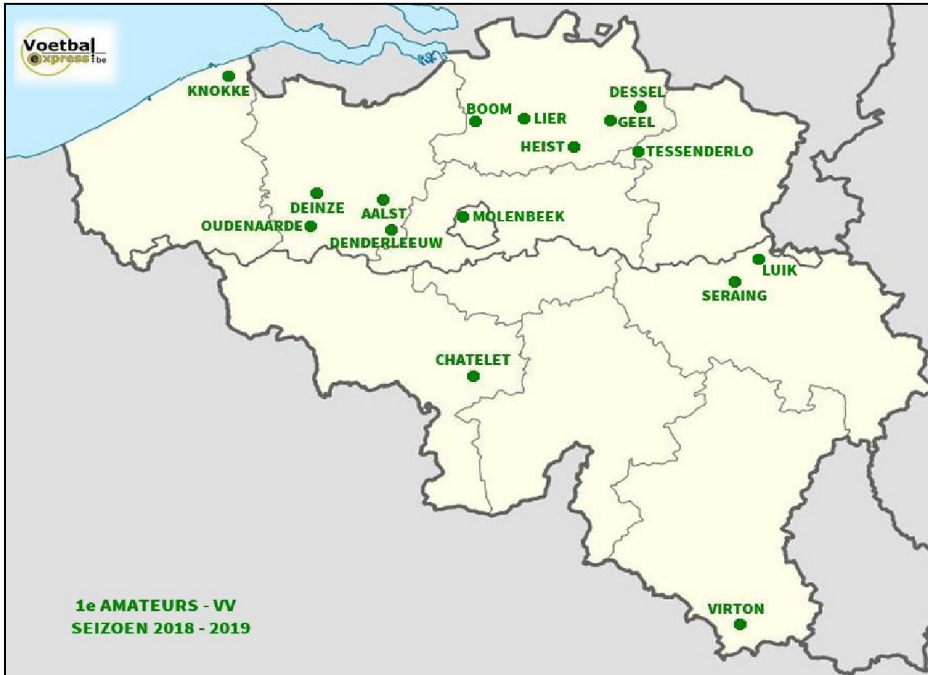 Voetbal
express!be
KNOKKE
DESSEL
BOOM
LIER
GEEL
HEIST
TESSENDERLO
DEINZE
AALST
OUDENAARDE
DENDERLEEUW
MOLENBEEK
LUIK
SERAING
CHATELET
1e AMATEURS - VV
SEIZOEN 2018 - 2019
VIRTON